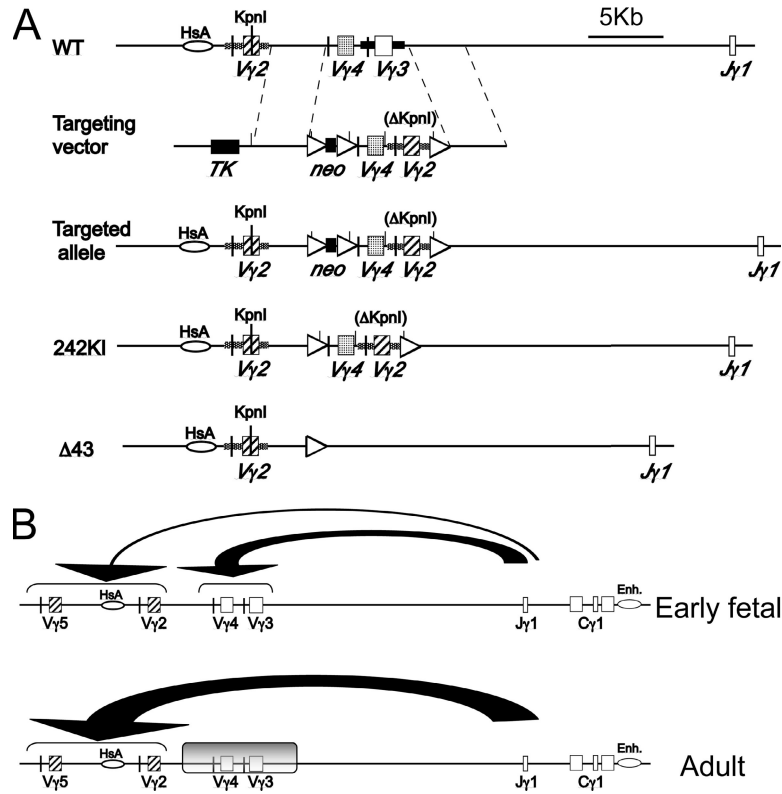 A
WT
HsA
KpnI
Vγ2
Vγ4
Vγ3
5Kb
Jγ1
Targeting
vector
TK
neo
Vγ4
(ΔKpnI)
Vγ2
Targeted
allele
HsA
KpnI
Vγ2
neo
Vγ4
(ΔKpnI)
Vγ2
Jγ1
242KI
HsA
KpnI
Vγ2
Vγ4
(ΔKpnI)
Vγ2
Jγ1
Δ43
HsA
KpnI
Vγ2
Jγ1
B
Vγ5
HsA
Vγ2
Vγ4
Vγ3
Jγ1
Cγ1
Enh.
Early fetal
Vγ5
HsA
Vγ2
Vγ4
Vγ3
Jγ1
Cγ1
Enh.
Adult